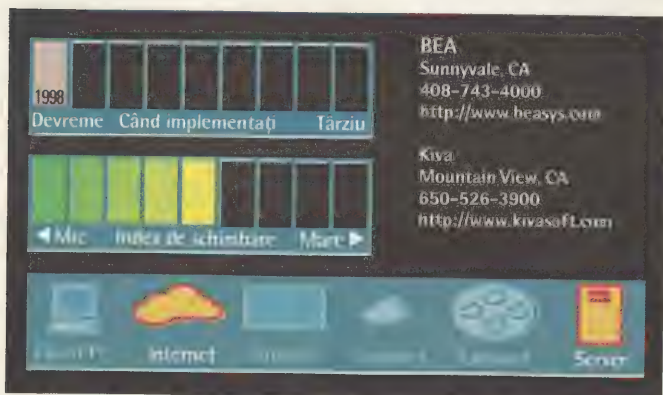 1998
Devreme Când implementați Târziu
◄ Mic Index de schimbare Mare ►
BEA
Sunnyvale, CA
408-743-4000
http://www.beasys.com
Kiva
Mountain View, CA
650-526-3900
http://www.kivasoft.com
Internet Server